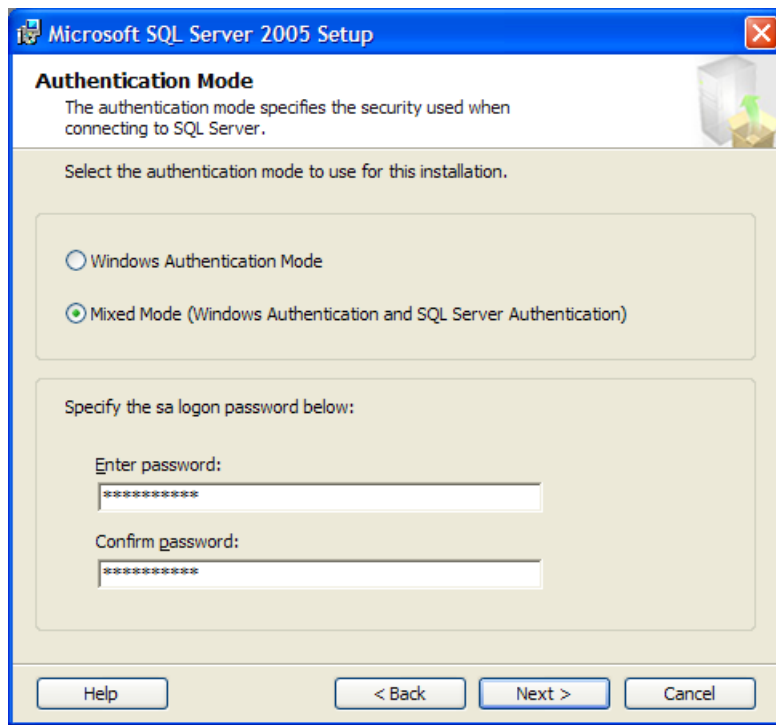 Microsoft SQL Server 2005 Setup
Authentication Mode
The authentication mode specifies the security used when
connecting to SQL Server.
Select the authentication mode to use for this installation.
Windows Authentication Mode
Mixed Mode (Windows Authentication and SQL Server Authentication)
Specify the sa logon password below:
Enter password:
**********
Confirm password:
**********
Help
< Back
Next >
Cancel